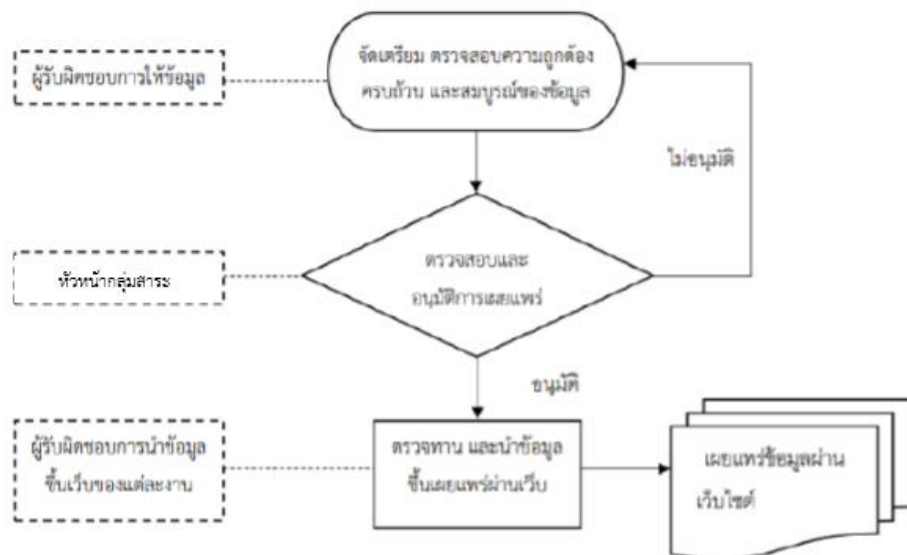 จัดเตรียม ตรวจสอบความถูกต้อง
ครบถ้วน และสมบูรณ์ของข้อมูล
ผู้รับผิดชอบการให้ข้อมูล
ไม่อนุมัติ
ตรวจสอบและ
อนุมัติการเผยแพร่
หัวหน้ากลุ่มสาระ
อนุมัติ
ผู้รับผิดชอบการนำข้อมูล
ขึ้นเว็บของแต่ละงาน
ตรวจทาน และนำข้อมูล
ขึ้นเผยแพร่ผ่านเว็บ
เผยแพร่ข้อมูลผ่าน
เว็บไซต์